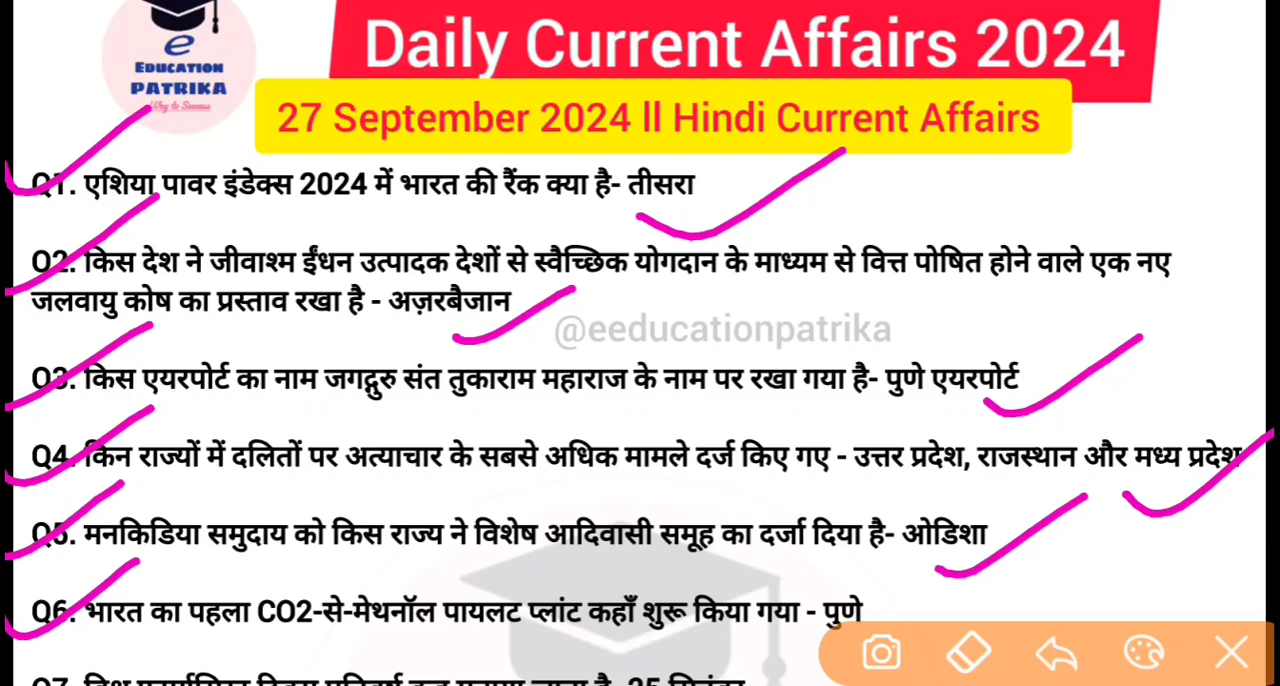 e
EDUCATION
PATRIKA
Why to Success
Daily Current Affairs 2024
27 September 2024 ll Hindi Current Affairs
Q1. एशिया पावर इंडेक्स 2024 में भारत की रैंक क्या है- तीसरा
Q2. किस देश ने जीवाश्म ईंधन उत्पादक देशों से स्वैच्छिक योगदान के माध्यम से वित्त पोषित होने वाले एक नए
जलवायु कोष का प्रस्ताव रखा है - अज़रबैजान
@eeducationpatrika
Q3. किस एयरपोर्ट का नाम जगद्गुरु संत तुकाराम महाराज के नाम पर रखा गया है- पुणे एयरपोर्ट
Q4. किन राज्यों में दलितों पर अत्याचार के सबसे अधिक मामले दर्ज किए गए - उत्तर प्रदेश, राजस्थान और मध्य प्रदेश
Q5. मनकिडिया समुदाय को किस राज्य ने विशेष आदिवासी समूह का दर्जा दिया है- ओडिशा
Q6. भारत का पहला CO2-से-मेथनॉल पायलट प्लांट कहाँ शुरू किया गया - पुणे